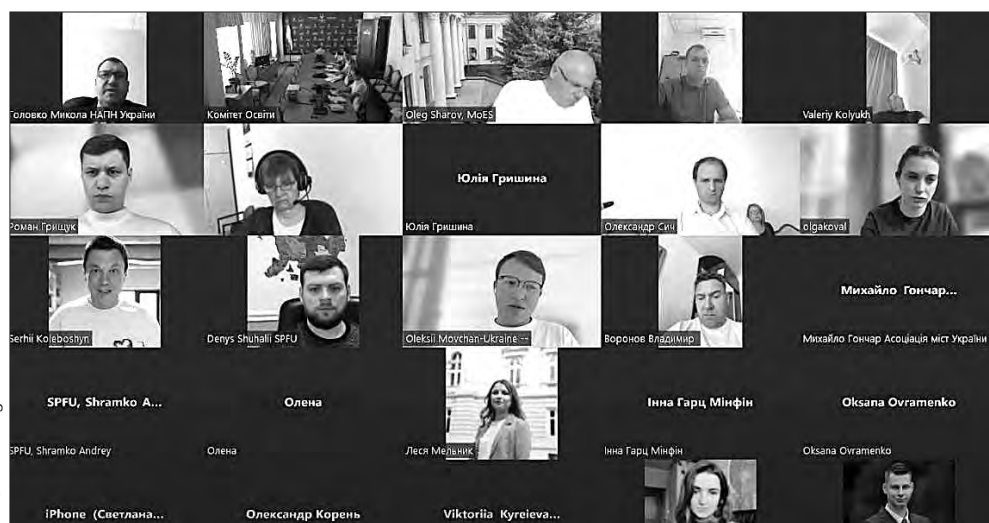 Головко Микола НАПН України
Комітет Освіти
Oleg Sharov, MoES
Valeriy Kolyukh
Роман Грищук
Юлія Гришина
Юлія Гришина
Олександр Сич
olgakoval
Serhii Koleboshyn
Denys Shuhalii SPFU
Oleksii Movchan-Ukraine --
Воронов Владимир
Михайло Гончар...
Михайло Гончар Асоціація міст України
SPFU, Shramko A...
SPFU, Shramko Andrey
Олена
Олена
Леся Мельник
Інна Гарц Мінфін
Інна Гарц Мінфін
Oksana Ovramenko
Oksana Ovramenko
iPhone (Светлана...
Олександр Корень
Viktoriia Kyreieva...